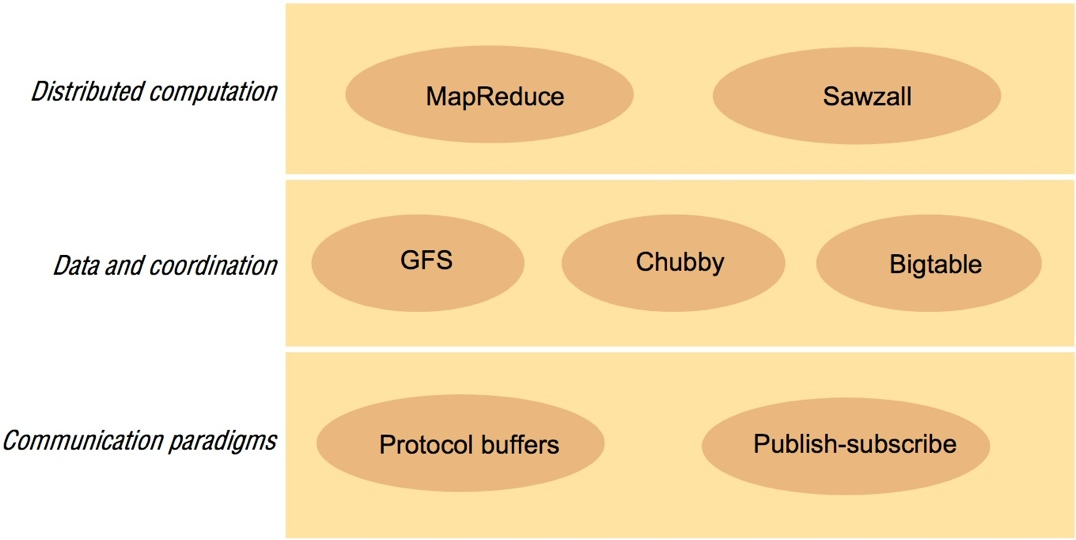 Distributed computation
MapReduce
Sawzall
Data and coordination
GFS
Chubby
Bigtable
Communication paradigms
Protocol buffers
Publish-subscribe